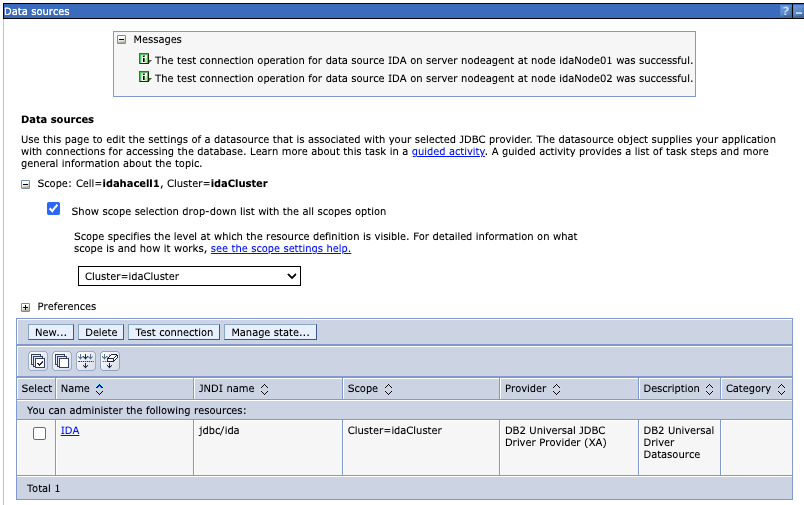 Data sources
Messages
The test connection operation for data source IDA on server nodeagent at node idaNode01 was successful.
The test connection operation for data source IDA on server nodeagent at node idaNode02 was successful.
Data sources
Use this page to edit the settings of a datasource that is associated with your selected JDBC provider. The datasource object supplies your application
with connections for accessing the database. Learn more about this task in a guided activity. A guided activity provides a list of task steps and more
general information about the topic.
Scope: Cell=idahacell1, Cluster=idaCluster
Show scope selection drop-down list with the all scopes option
Scope specifies the level at which the resource definition is visible. For detailed information on what
scope is and how it works, see the scope settings help.
Cluster=idaCluster
Preferences
New... Delete Test connection Manage state...
Select Name JNDI name Scope Provider Description Category
You can administer the following resources:
IDA jdbc/ida Cluster=idaCluster DB2 Universal JDBC DB2 Universal
Driver Provider (XA) Driver
Datasource
Total 1